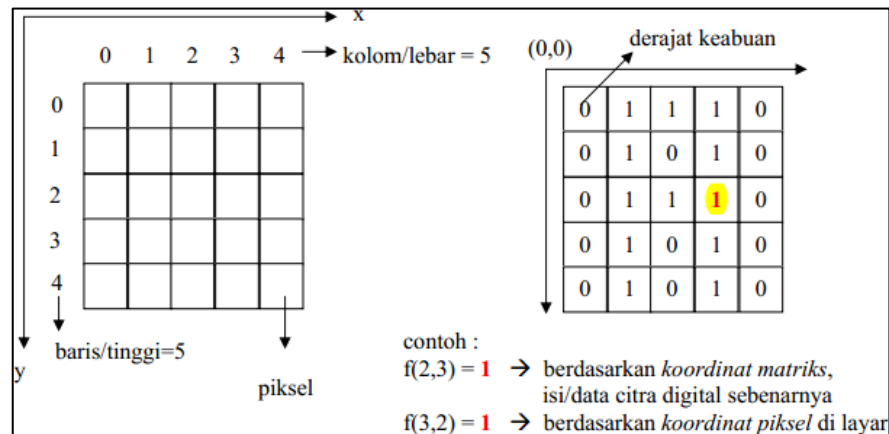 x
0 1 2 3 4 → kolom/lebar = 5
0
1
2
3
4
baris/tinggi=5
y
piksel
(0,0)
derajat keabuan
0 1 1 1 0
0 1 0 1 0
0 1 1 1 0
0 1 0 1 0
0 1 0 1 0
contoh :
f(2,3) = 1 → berdasarkan koordinat matriks,
isi/data citra digital sebenarnya
f(3,2) = 1 → berdasarkan koordinat piksel di layar